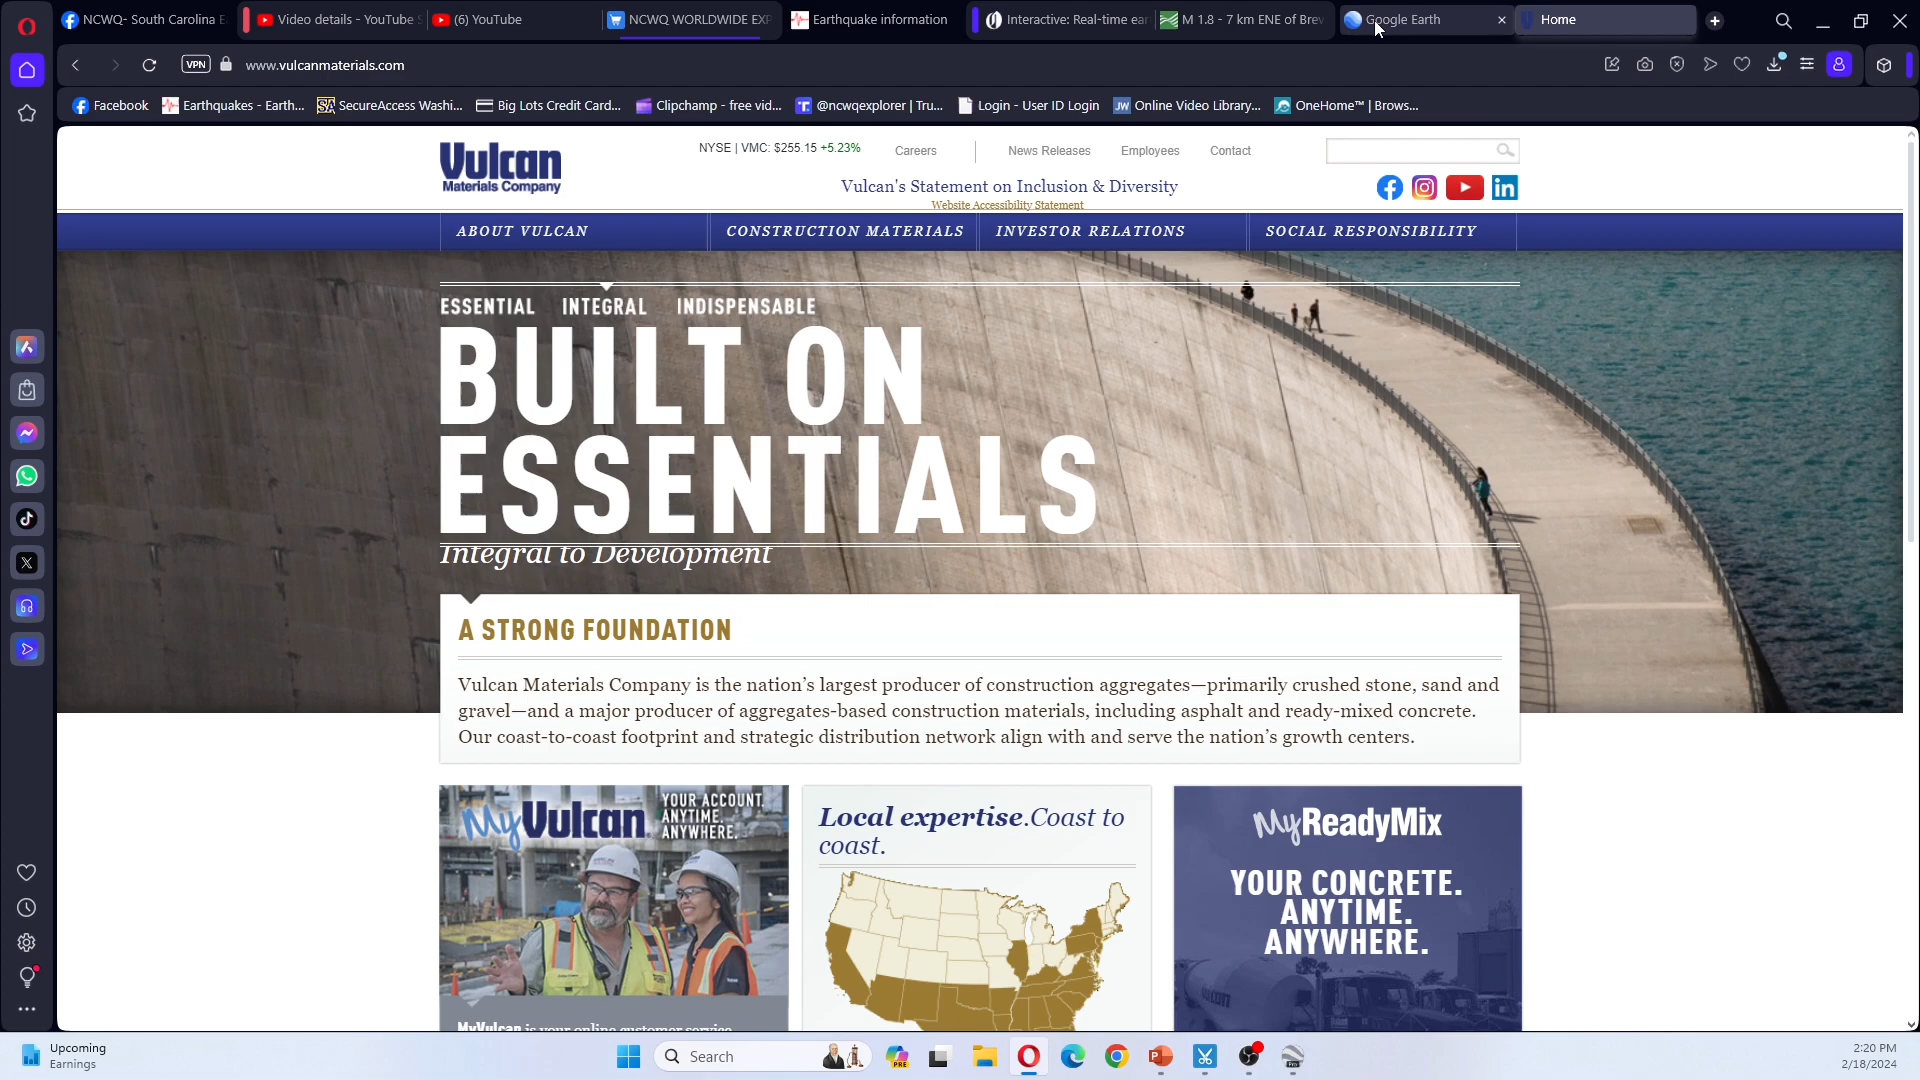 NCWQ- South Carolina E
Video details - YouTube S
(6) YouTube
NCWQ WORLDWIDE EXP
Earthquake information
Interactive: Real-time ear
M 1.8 - 7 km ENE of Brev
Google Earth
Home
VPN
www.vulcanmaterials.com
Facebook
Earthquakes - Earth...
SecureAccess Washi...
Big Lots Credit Card...
Clipchamp - free vid...
@ncwqexplorer | Tru...
Login - User ID Login
Online Video Library...
OneHome™ | Brows...
Vulcan
Materials Company
NYSE | VMC: $255.15 +5.23%
Careers
News Releases
Employees
Contact
Vulcan's Statement on Inclusion & Diversity
Website Accessibility Statement
ABOUT VULCAN
CONSTRUCTION MATERIALS
INVESTOR RELATIONS
SOCIAL RESPONSIBILITY
ESSENTIAL INTEGRAL INDISPENSABLE
BUILT ON
ESSENTIALS
Integral to Development
A STRONG FOUNDATION
Vulcan Materials Company is the nation’s largest producer of construction aggregates—primarily crushed stone, sand and
gravel—and a major producer of aggregates-based construction materials, including asphalt and ready-mixed concrete.
Our coast-to-coast footprint and strategic distribution network align with and serve the nation’s growth centers.
MyVulcan
YOUR ACCOUNT.
ANYTIME.
ANYWHERE.
MyVulcan is your online customer service
Local expertise.Coast to
coast.
MyReadyMix
YOUR CONCRETE.
ANYTIME.
ANYWHERE.
Upcoming
Earnings
Search
2:20 PM
2/18/2024